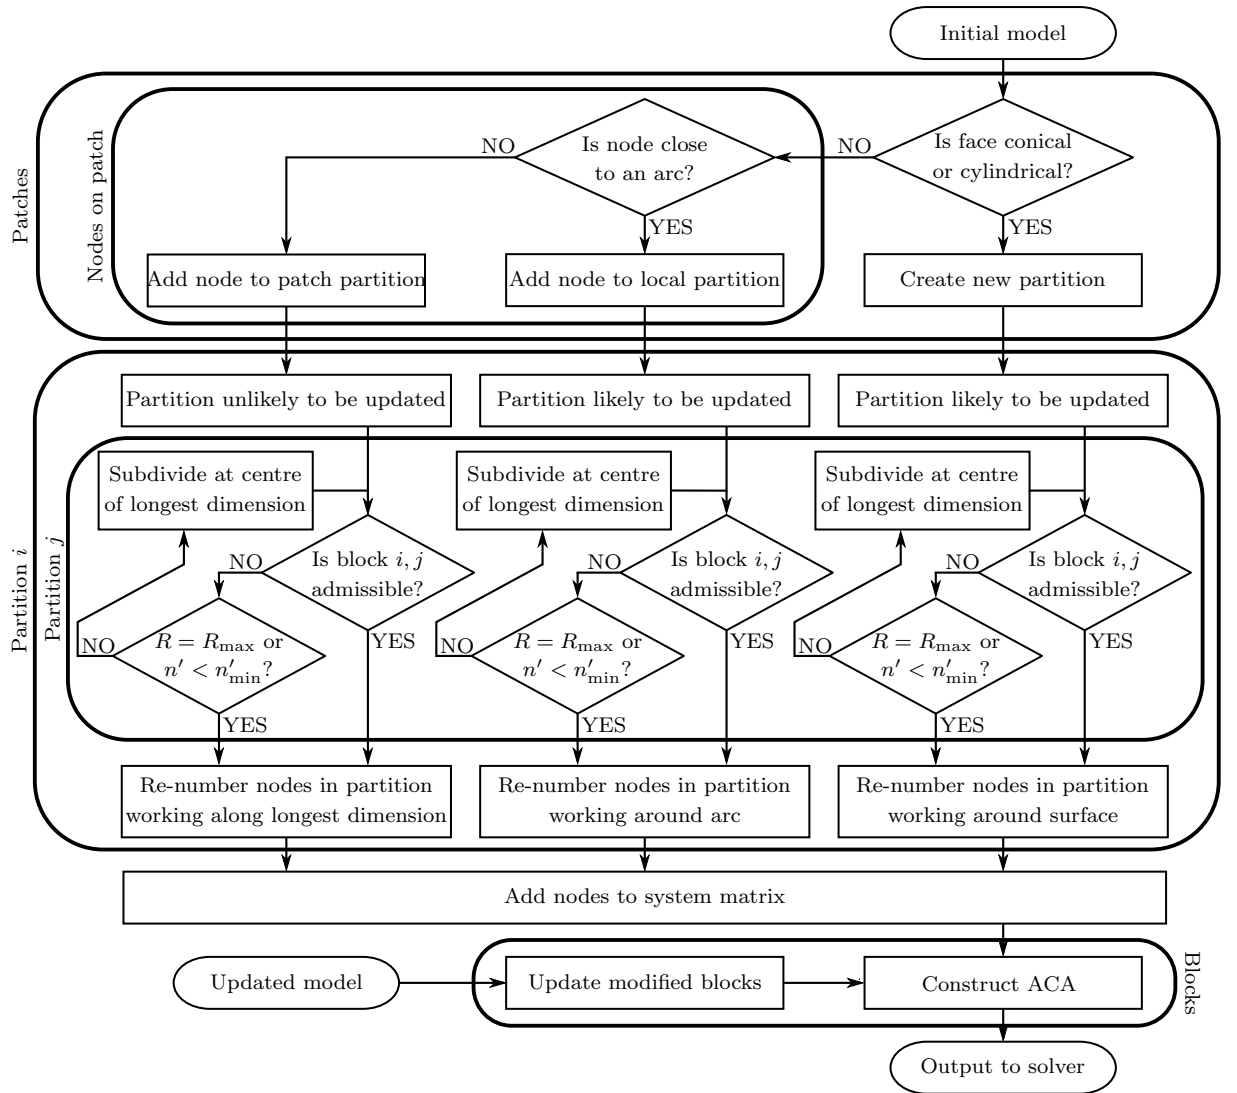 Initial model
Patches
Nodes on patch
Is node close
to an arc?
NO
YES
Is face conical
or cylindrical?
NO
YES
Add node to patch partition
Add node to local partition
Create new partition
Partition i
Partition j
Partition unlikely to be updated
Partition likely to be updated
Partition likely to be updated
Subdivide at centre
of longest dimension
Is block i, j
admissible?
NO
YES
R = Rmax or
n′ < n′min?
NO
YES
Subdivide at centre
of longest dimension
Is block i, j
admissible?
NO
YES
R = Rmax or
n′ < n′min?
NO
YES
Subdivide at centre
of longest dimension
Is block i, j
admissible?
NO
YES
R = Rmax or
n′ < n′min?
NO
YES
Re-number nodes in partition
working along longest dimension
Re-number nodes in partition
working around arc
Re-number nodes in partition
working around surface
Add nodes to system matrix
Updated model
Update modified blocks
Construct ACA
Blocks
Output to solver